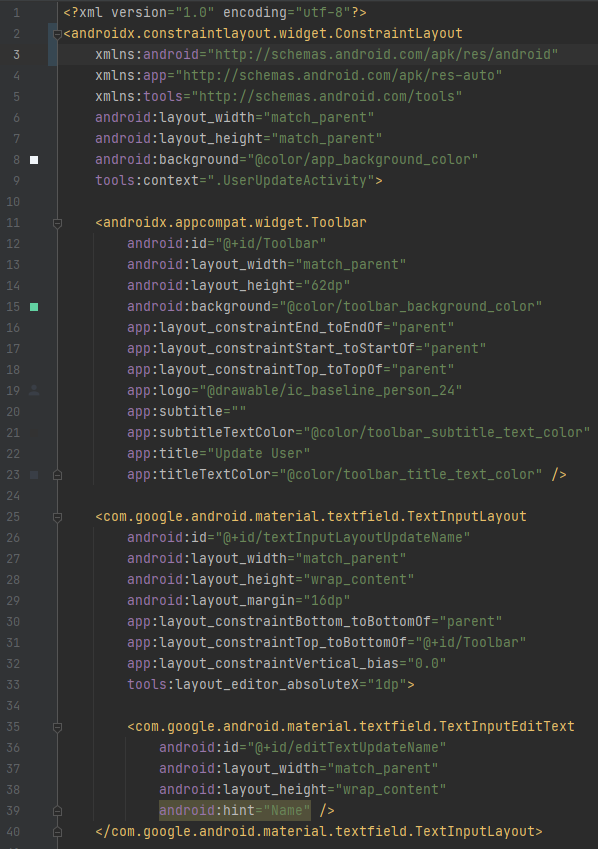 1 <?xml version="1.0" encoding="utf-8"?>
2 <androidx.constraintlayout.widget.ConstraintLayout
3 xmlns:android="http://schemas.android.com/apk/res/android"
4 xmlns:app="http://schemas.android.com/apk/res-auto"
5 xmlns:tools="http://schemas.android.com/tools"
6 android:layout_width="match_parent"
7 android:layout_height="match_parent"
8 android:background="@color/app_background_color"
9 tools:context=".UserUpdateActivity">
10
11 <androidx.appcompat.widget.Toolbar
12 android:id="@+id/Toolbar"
13 android:layout_width="match_parent"
14 android:layout_height="62dp"
15 android:background="@color/toolbar_background_color"
16 app:layout_constraintEnd_toEndOf="parent"
17 app:layout_constraintStart_toStartOf="parent"
18 app:layout_constraintTop_toTopOf="parent"
19 app:logo="@drawable/ic_baseline_person_24"
20 app:subtitle=""
21 app:subtitleTextColor="@color/toolbar_subtitle_text_color"
22 app:title="Update User"
23 app:titleTextColor="@color/toolbar_title_text_color" />
24
25 <com.google.android.material.textfield.TextInputLayout
26 android:id="@+id/textInputLayoutUpdateName"
27 android:layout_width="match_parent"
28 android:layout_height="wrap_content"
29 android:layout_margin="16dp"
30 app:layout_constraintBottom_toBottomOf="parent"
31 app:layout_constraintTop_toBottomOf="@+id/Toolbar"
32 app:layout_constraintVertical_bias="0.0"
33 tools:layout_editor_absoluteX="1dp">
34
35 <com.google.android.material.textfield.TextInputEditText
36 android:id="@+id/editTextUpdateName"
37 android:layout_width="match_parent"
38 android:layout_height="wrap_content"
39 android:hint="Name" />
40 </com.google.android.material.textfield.TextInputLayout>